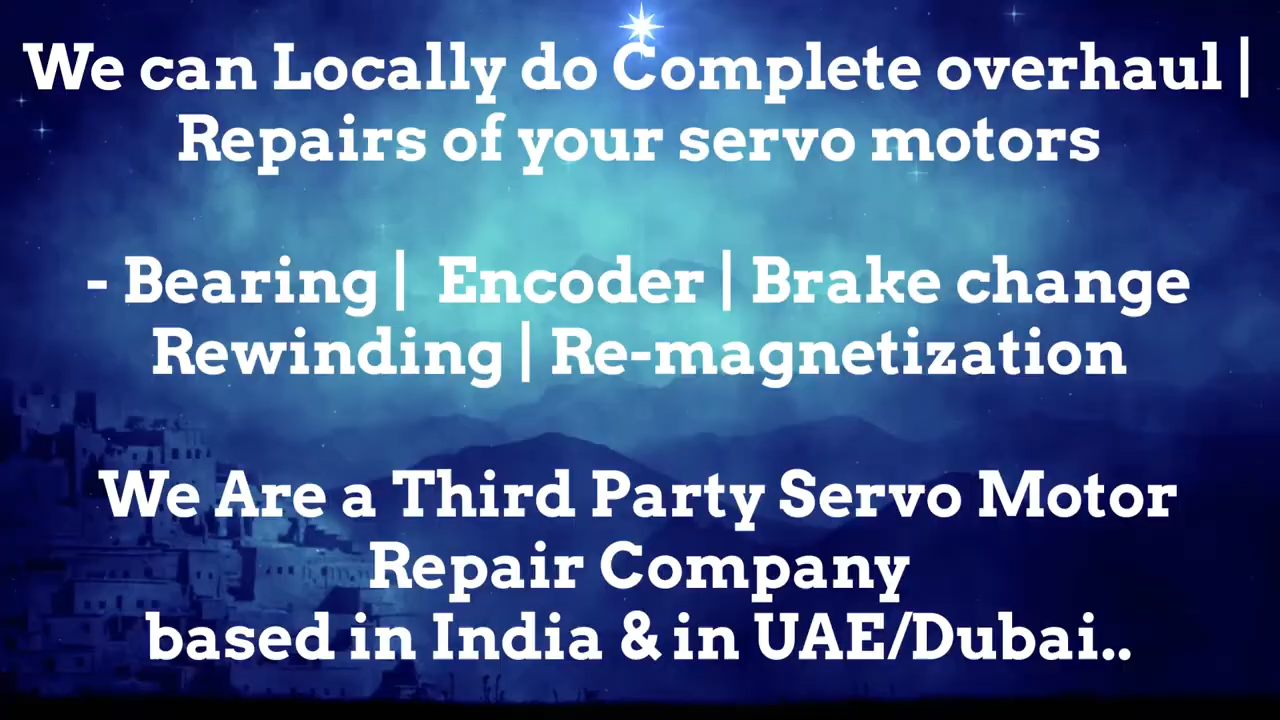 We can Locally do Complete overhaul |
Repairs of your servo motors
- Bearing | Encoder | Brake change
Rewinding | Re-magnetization
We Are a Third Party Servo Motor
Repair Company
based in India & in UAE/Dubai..